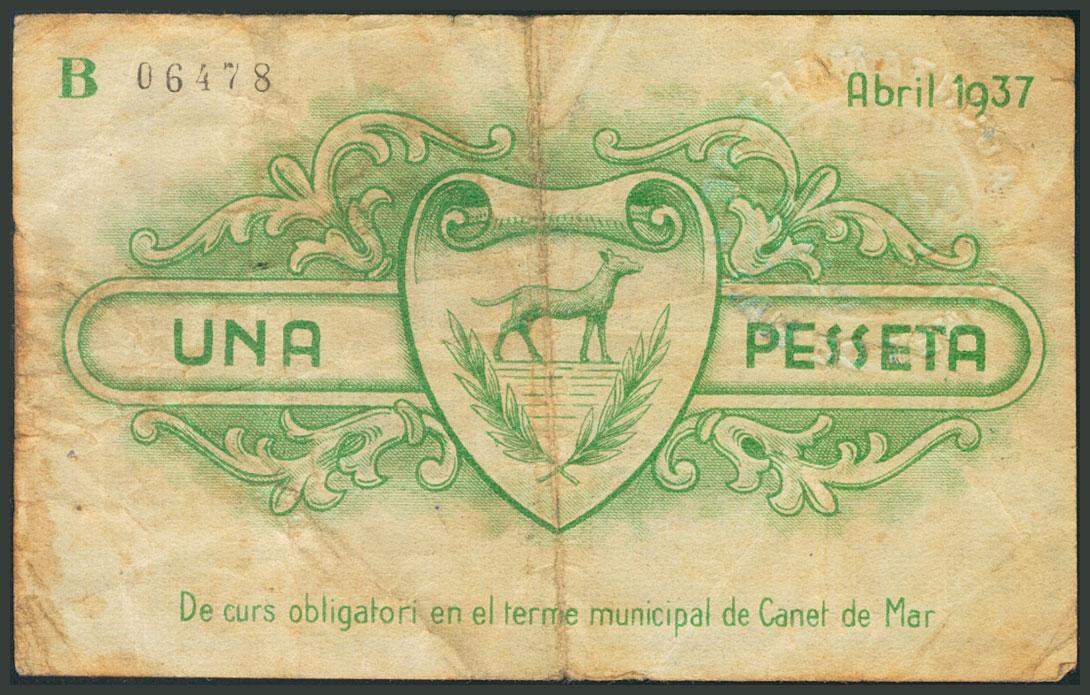 B 06478
Abril 1937
UNA PESSETA
De curs obligatori en el terme municipal de Canet de Mar